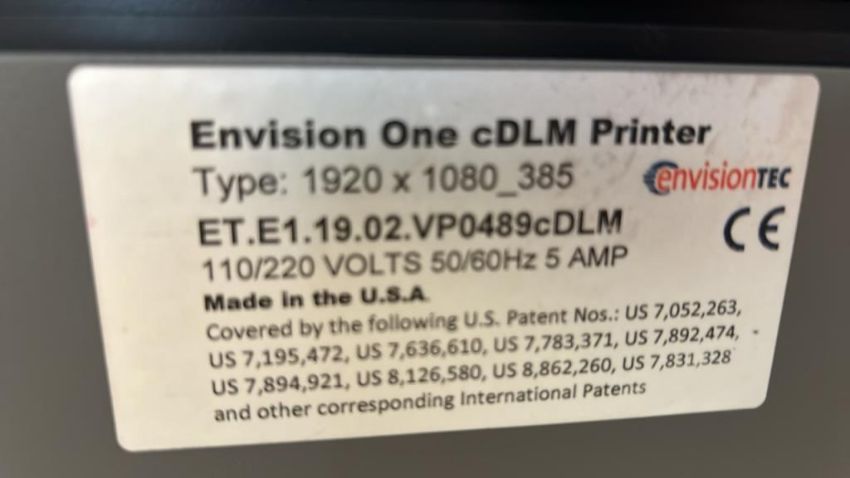 Envision One cDLM Printer
Type: 1920 x 1080_385
envisionTEC
ET.E1.19.02.VP0489cDLM
CE
110/220 VOLTS 50/60Hz 5 AMP
Made in the U.S.A
Covered by the following U.S. Patent Nos.: US 7,052,263,
US 7,195,472, US 7,636,610, US 7,783,371, US 7,892,474,
US 7,894,921, US 8,126,580, US 8,862,260, US 7,831,328
and other corresponding International Patents